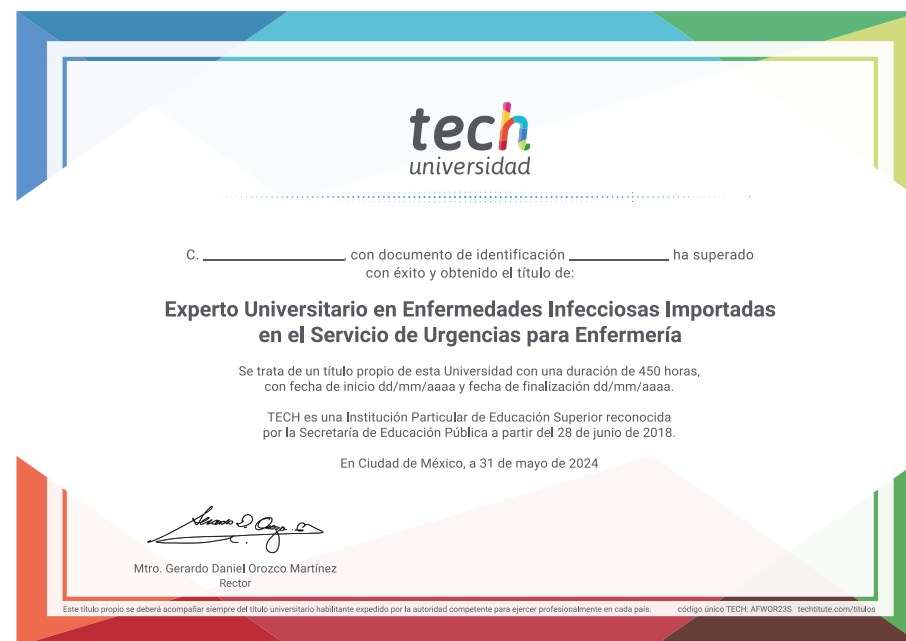 tech
universidad
C. ____________, con documento de identificación ____________ ha superado
con éxito y obtenido el título de:
Experto Universitario en Enfermedades Infecciosas Importadas
en el Servicio de Urgencias para Enfermería
Se trata de un título propio de esta Universidad con una duración de 450 horas,
con fecha de inicio dd/mm/aaaa y fecha de finalización dd/mm/aaaa.
TECH es una Institución Particular de Educación Superior reconocida
por la Secretaría de Educación Pública a partir del 28 de junio de 2018.
En Ciudad de México, a 31 de mayo de 2024
Mtro. Gerardo Daniel Orozco Martínez
Rector
Este título propio se deberá acompañar siempre del título universitario habilitante expedido por la autoridad competente para ejercer profesionalmente en cada país. código único TECH: AFWOR23S techtitute.com/titulos